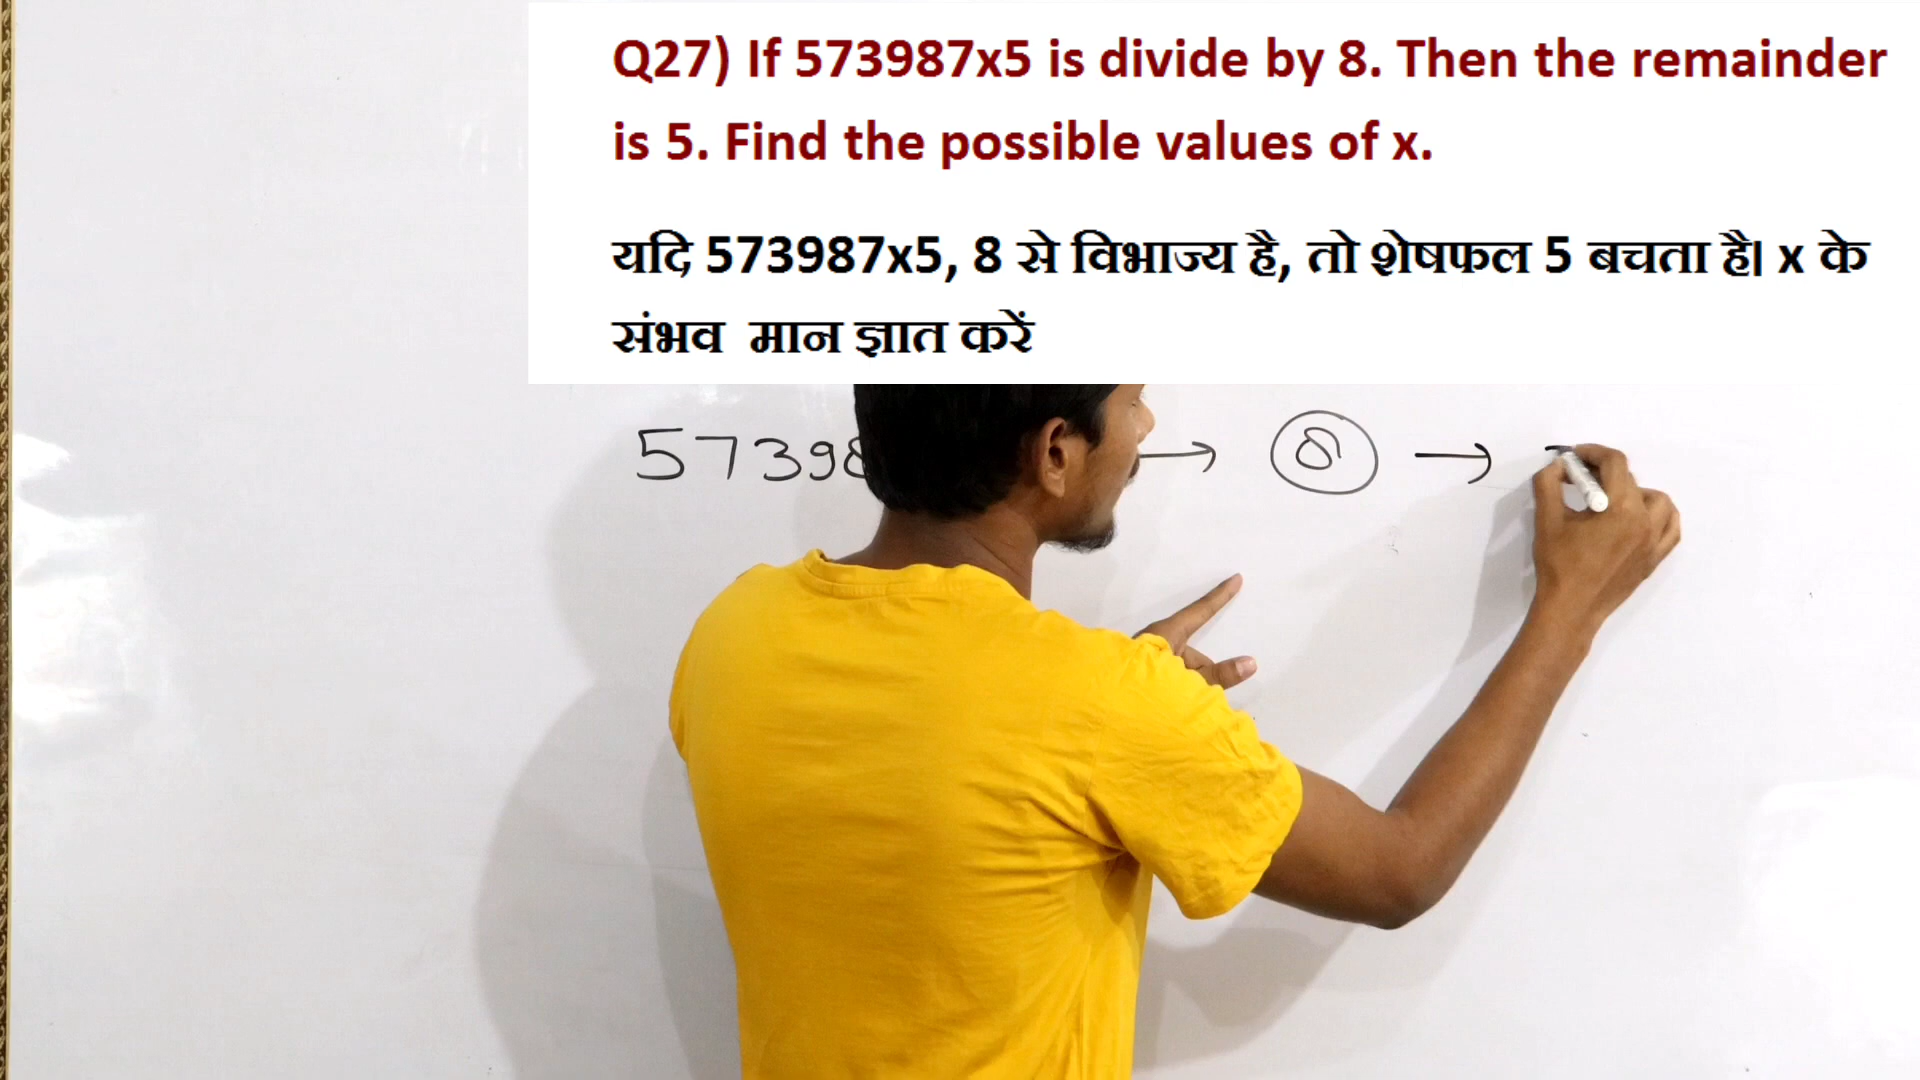 Q27) If 573987x5 is divide by 8. Then the remainder
is 5. Find the possible values of x.
यदि 573987x5, 8 से विभाज्य है, तो शेषफल 5 बचता है। x के
संभव मान ज्ञात करें
57398 → 8 →